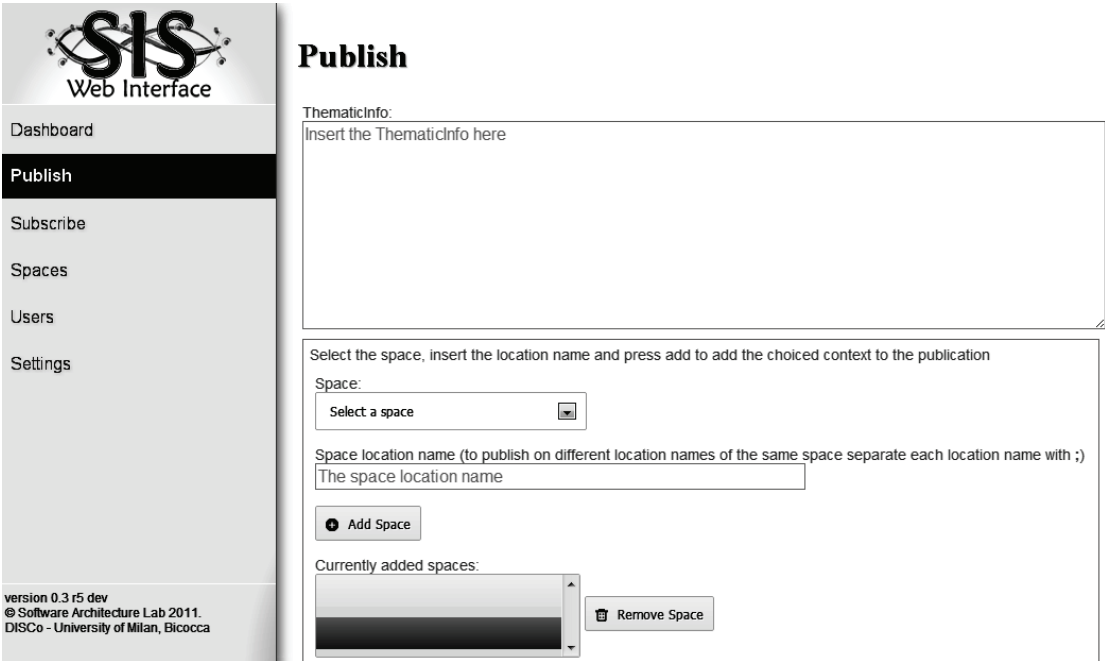 SIS
Web Interface
Dashboard
Publish
Subscribe
Spaces
Users
Settings
version 0.3 r5 dev
© Software Architecture Lab 2011.
DISCo - University of Milan, Bicocca
Publish
ThematicInfo:
Insert the ThematicInfo here
Select the space, insert the location name and press add to add the choiced context to the publication
Space:
Select a space
Space location name (to publish on different location names of the same space separate each location name with ;)
The space location name
Add Space
Currently added spaces:
Remove Space